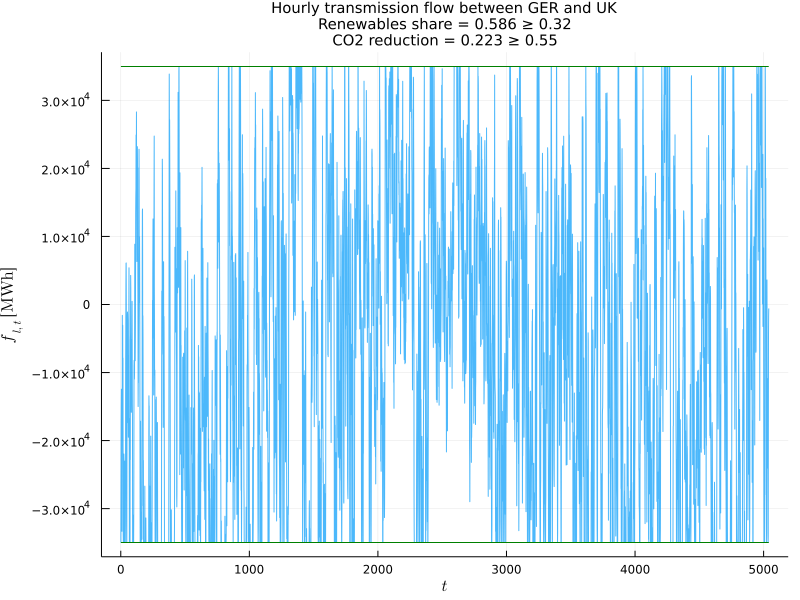 Hourly transmission flow between GER and UK
Renewables share = 0.586 ≥ 0.32
CO2 reduction = 0.223 ≥ 0.55
3.0×10⁴
2.0×10⁴
1.0×10⁴
0
−1.0×10⁴
−2.0×10⁴
−3.0×10⁴
f_{l,t} [MWh]
0 1000 2000 3000 4000 5000
t